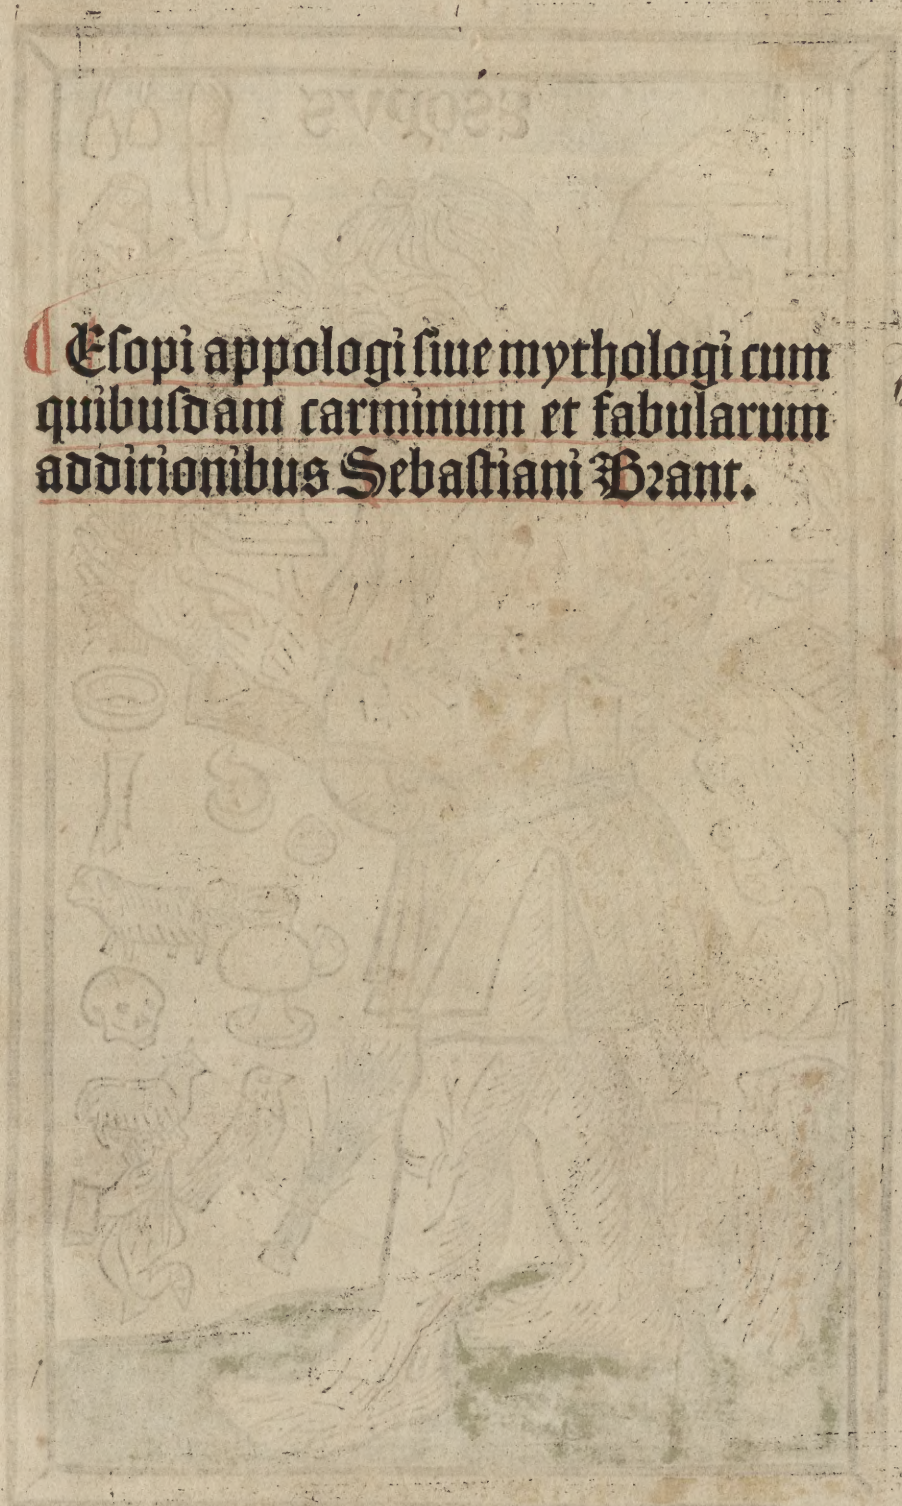 Esopi appologi siue mythologi cum
quibusdam carminum et fabularum
additionibus Sebastiani Brant.